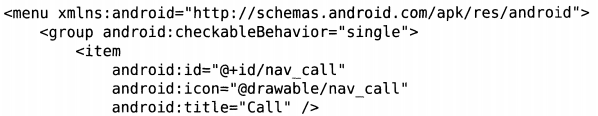 <menu xmlns:android="http://schemas.android.com/apk/res/android">
    <group android:checkableBehavior="single">
        <item
            android:id="@+id/nav_call"
            android:icon="@drawable/nav_call"
            android:title="Call" />